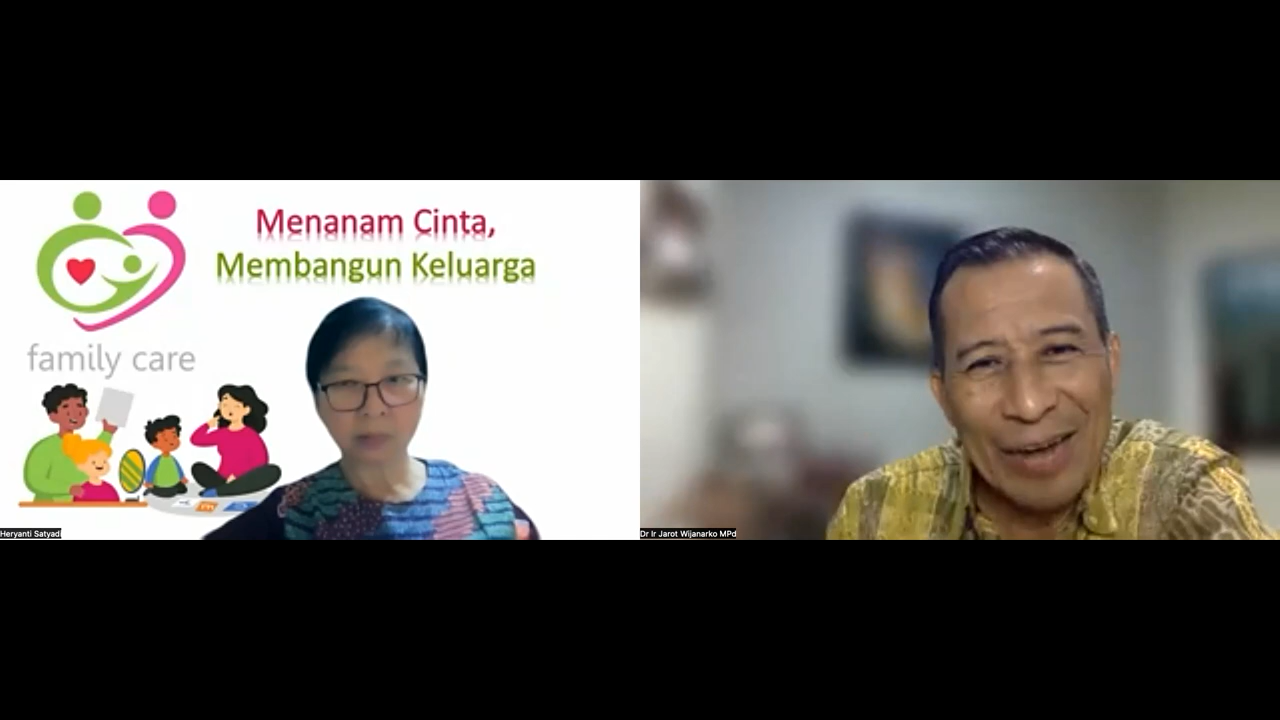 Menanam Cinta,
Membangun Keluarga
family care
Heryanti Satyadi
Dr Ir Jarot Wijanarko MPd